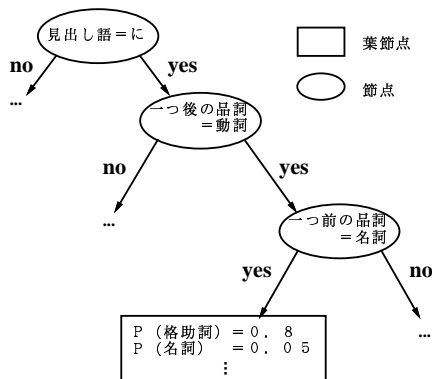 見出し語＝に
葉節点
no
yes
節点
...
一つ後の品詞
＝動詞
no
yes
...
一つ前の品詞
＝名詞
yes
no
...
P（格助詞）＝0．8
P（名詞）＝0．05
⋮